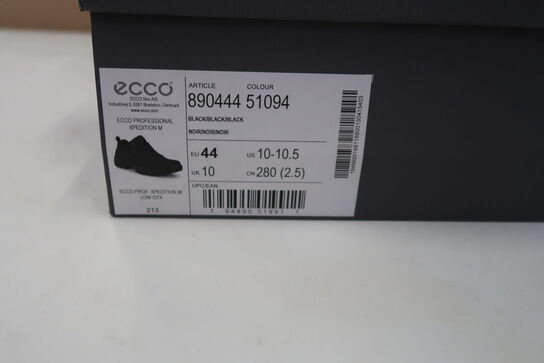 ecco
ECCO Sko A/S
Industrivej 5, 6261 Bredebro, Denmark
www.ecco.com
ECCO PROFESSIONAL
XPEDITION M
ECCO PROF. XPEDITION M
LOW GTX
213
ARTICLE COLOUR
890444 51094
BLACK/BLACK/BLACK
NOIR/NOIR/NOIR
EU 44 US 10-10.5
UK 10 CN 280 (2.5)
UPC/EAN
1 94890 01991 1